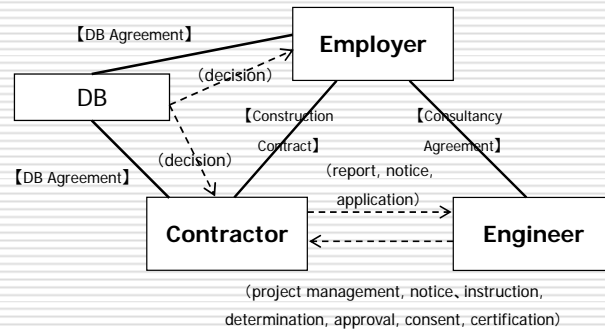 【DB Agreement】
Employer
(decision)
DB
【Construction
Contract】
【Consultancy
Agreement】
(decision)
【DB Agreement】
(report, notice,
application)
Contractor
Engineer
(project management, notice、instruction,
determination, approval, consent, certification)